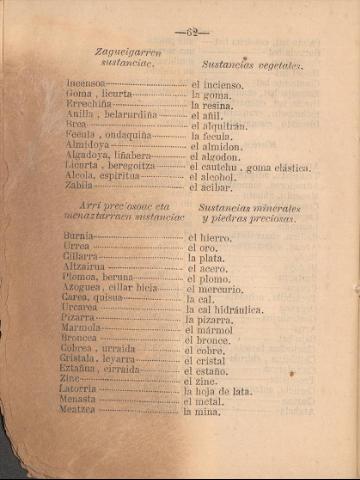 —62—
Zagueigarren Sustancias vegetales.
sustanciac.
Incensoa el incienso.
Goma, licurta la goma.
Errechiña la resina.
Anilla, belarurdiña el añil.
Brea el alquitrán.
Fecula, ondaquiña la fecula.
Almidoya el almidon.
Algadoya, liñabera el algodon.
Licurta, beregoitza el cautchu, goma elástica.
Alcola, espiritua el alcohol.
Zabila el acibar.
Arri preciosoac eta Sustancias minerales
menaztarraen sustanciac y piedras preciosas.
Burnia el hierro.
Urrea el oro.
Cillarra la plata.
Altzairua el acero.
Plomoa, beruna el plomo.
Azoguea, cillar bicia el mercurio.
Carea, quisua la cal.
Urcarea la cal hidráulica.
Pizarra la pizarra.
Marmola el mármol
Broncea el bronce.
Cobrea, urraida el cobre.
Cristala, leyarra el cristal
Eztañua, cirraida el estaño.
Zinc el zinc.
Latorria la hoja de lata.
Menasta el metal.
Meatzea la mina.